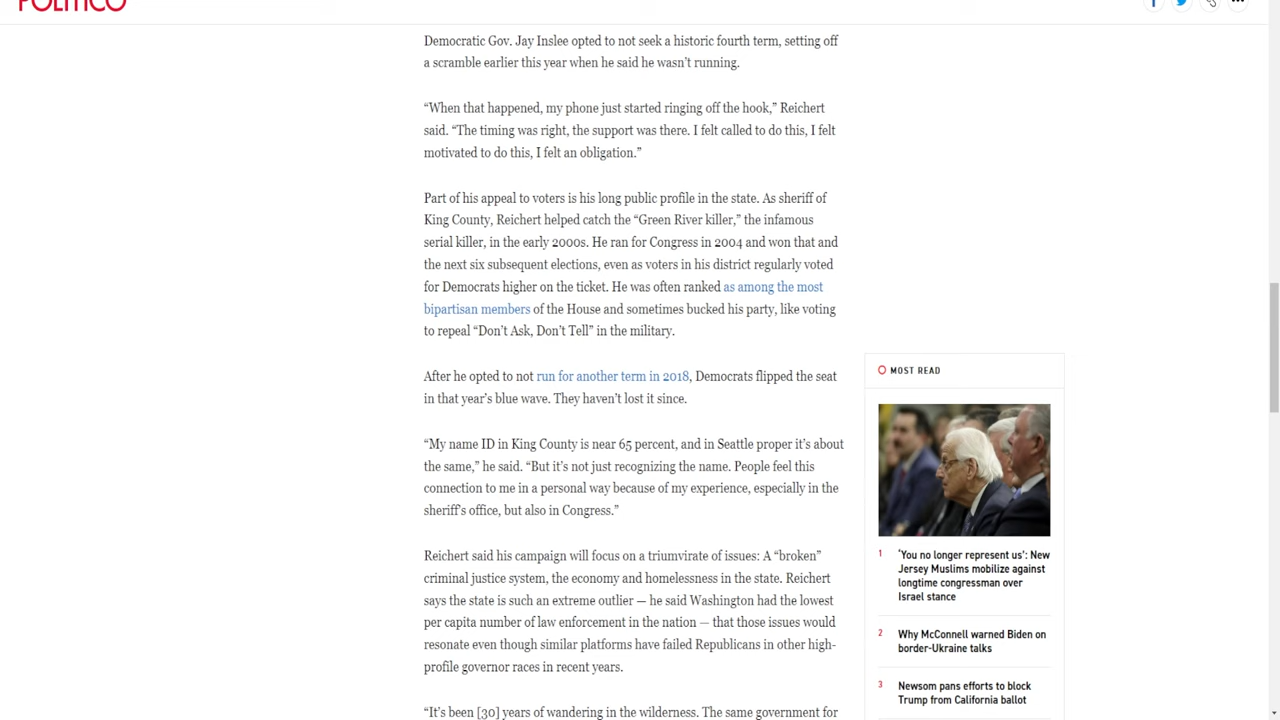 POLITICO
Democratic Gov. Jay Inslee opted to not seek a historic fourth term, setting off
a scramble earlier this year when he said he wasn’t running.
“When that happened, my phone just started ringing off the hook,” Reichert
said. “The timing was right, the support was there. I felt called to do this, I felt
motivated to do this, I felt an obligation.”
Part of his appeal to voters is his long public profile in the state. As sheriff of
King County, Reichert helped catch the “Green River killer,” the infamous
serial killer, in the early 2000s. He ran for Congress in 2004 and won that and
the next six subsequent elections, even as voters in his district regularly voted
for Democrats higher on the ticket. He was often ranked as among the most
bipartisan members of the House and sometimes bucked his party, like voting
to repeal “Don’t Ask, Don’t Tell” in the military.
After he opted to not run for another term in 2018, Democrats flipped the seat
in that year’s blue wave. They haven’t lost it since.
“My name ID in King County is near 65 percent, and in Seattle proper it’s about
the same,” he said. “But it’s not just recognizing the name. People feel this
connection to me in a personal way because of my experience, especially in the
sheriff’s office, but also in Congress.”
Reichert said his campaign will focus on a triumvirate of issues: A “broken”
criminal justice system, the economy and homelessness in the state. Reichert
says the state is such an extreme outlier — he said Washington had the lowest
per capita number of law enforcement in the nation — that those issues would
resonate even though similar platforms have failed Republicans in other high-
profile governor races in recent years.
“It’s been [30] years of wandering in the wilderness. The same government for
MOST READ
1 ‘You no longer represent us’: New
Jersey Muslims mobilize against
longtime congressman over
Israel stance
2 Why McConnell warned Biden on
border-Ukraine talks
3 Newsom pans efforts to block
Trump from California ballot